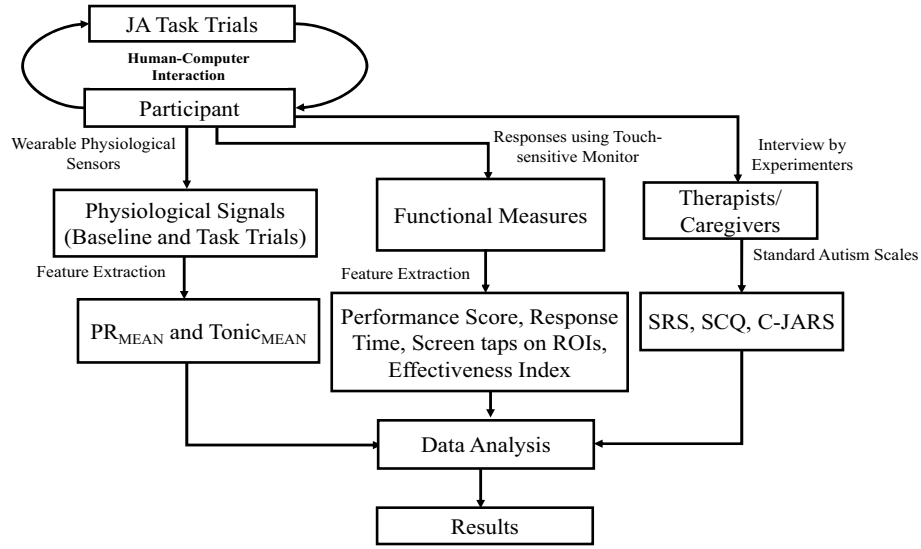 JA Task Trials
Human-Computer
Interaction
Participant
Wearable Physiological
Sensors
Responses using Touch-
sensitive Monitor
Interview by
Experimenters
Physiological Signals
(Baseline and Task Trials)
Functional Measures
Therapists/
Caregivers
Feature Extraction
Feature Extraction
Standard Autism Scales
PRMEAN and TonicMEAN
Performance Score, Response
Time, Screen taps on ROIs,
Effectiveness Index
SRS, SCQ, C-JARS
Data Analysis
Results